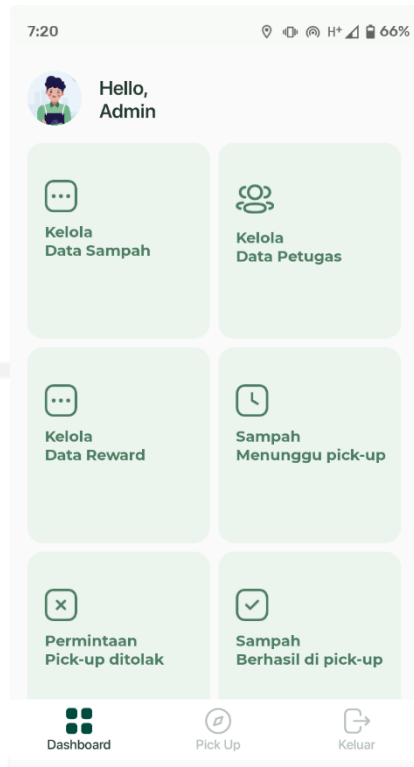 7:20
H+ 66%
Hello,
Admin
Kelola
Data Sampah
Kelola
Data Petugas
Kelola
Data Reward
Sampah
Menunggu pick-up
Permintaan
Pick-up ditolak
Sampah
Berhasil di pick-up
Dashboard
Pick Up
Keluar